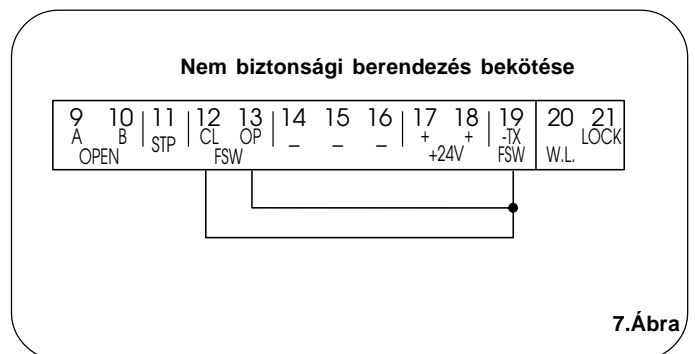 Nem biztonsági berendezés bekötése
9 10 11 12 13 14 15 16 17 18 19 20 21
A B STP CL OP _ _ _ + + -TX LOCK
OPEN FSW +24V FSW W.L.
7.Ábra